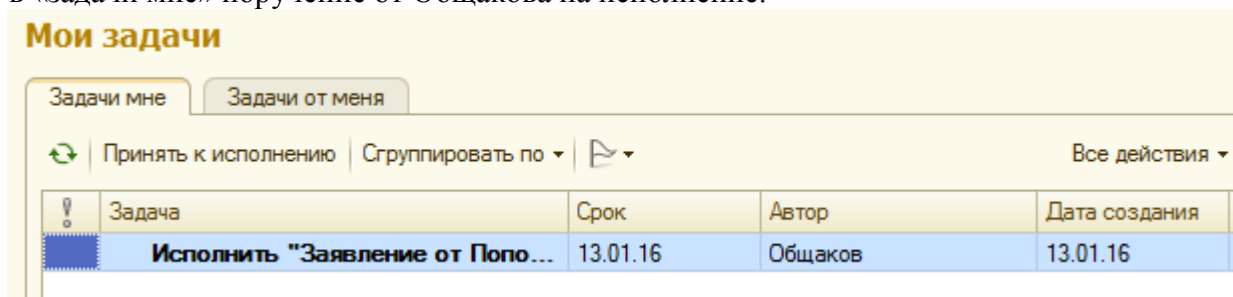 в «задачи мне» поручение от Общакова на исполнение.
Мои задачи
Задачи мне Задачи от меня
Принять к исполнению Сгруппировать по Все действия
Задача Срок Автор Дата создания
Исполнить "Заявление от Попо... 13.01.16 Общаков 13.01.16